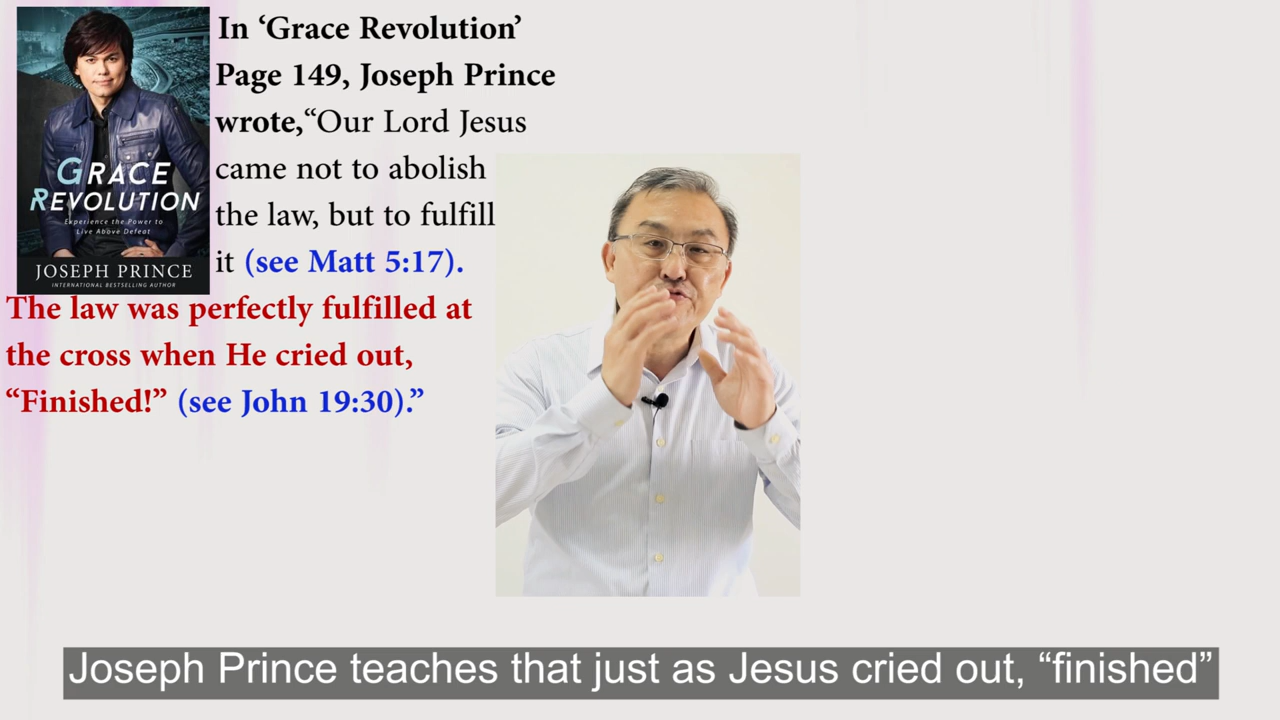 In ‘Grace Revolution’
Page 149, Joseph Prince
wrote,“Our Lord Jesus
came not to abolish
the law, but to fulfill
it (see Matt 5:17).
The law was perfectly fulfilled at
the cross when He cried out,
“Finished!” (see John 19:30).”
GRACE
REVOLUTION
Experience the Power to
Live Above Defeat
JOSEPH PRINCE
INTERNATIONAL BESTSELLING AUTHOR
Joseph Prince teaches that just as Jesus cried out, “finished”